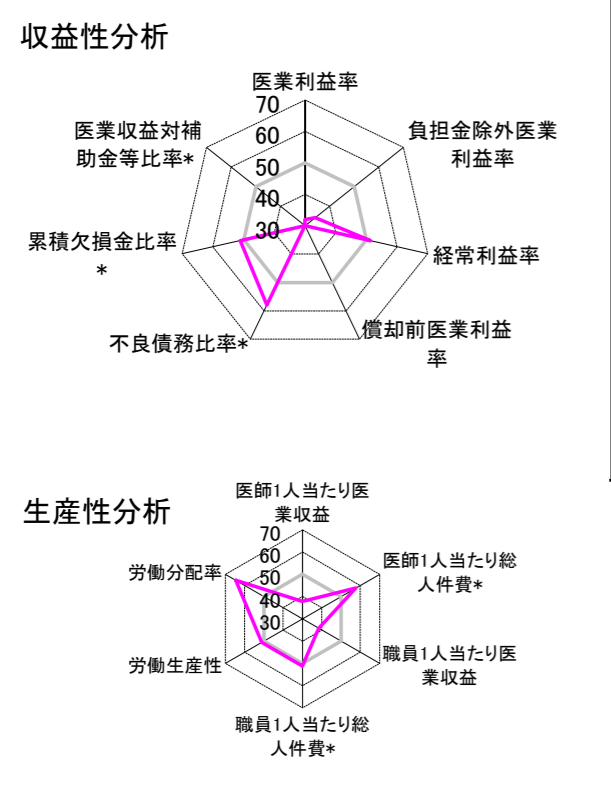 収益性分析
医業利益率
70
60
50
40
30
負担金除外医業
利益率
経常利益率
償却前医業利益
率
不良債務比率*
累積欠損金比率
*
医業収益対補
助金等比率*
生産性分析
医師1人当たり医
業収益
70
60
50
40
30
医師1人当たり総
人件費*
職員1人当たり医
業収益
職員1人当たり総
人件費*
労働生産性
労働分配率